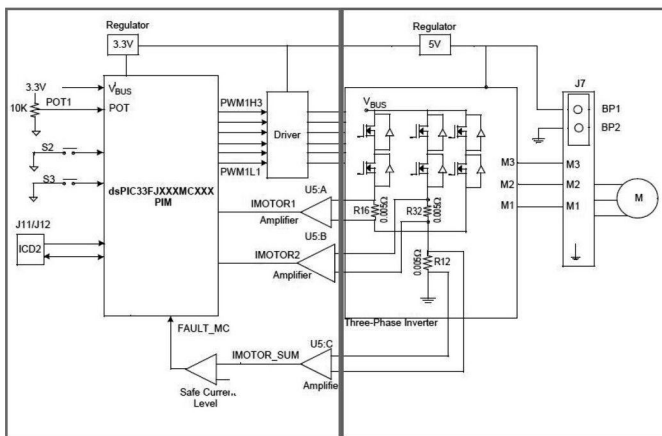 Regulator
3.3V
Regulator
5V
J7
3.3V
VBUS
10K
POT1
POT
PWM1H3
Driver
VBUS
BP1
BP2
S2
S3
dsPIC33FJXXXMCXXX
PIM
PWM1L1
M3
M3
M2
M2
M1
M1
M
U5:A
IMOTOR1
Amplifier
R16
0.005Ω
R32
0.005Ω
J11/J12
ICD2
U5:B
IMOTOR2
Amplifier
0.005Ω
R12
FAULT_MC
Three-Phase Inverter
U5:C
IMOTOR_SUM
Amplifie
Safe Curren
Level